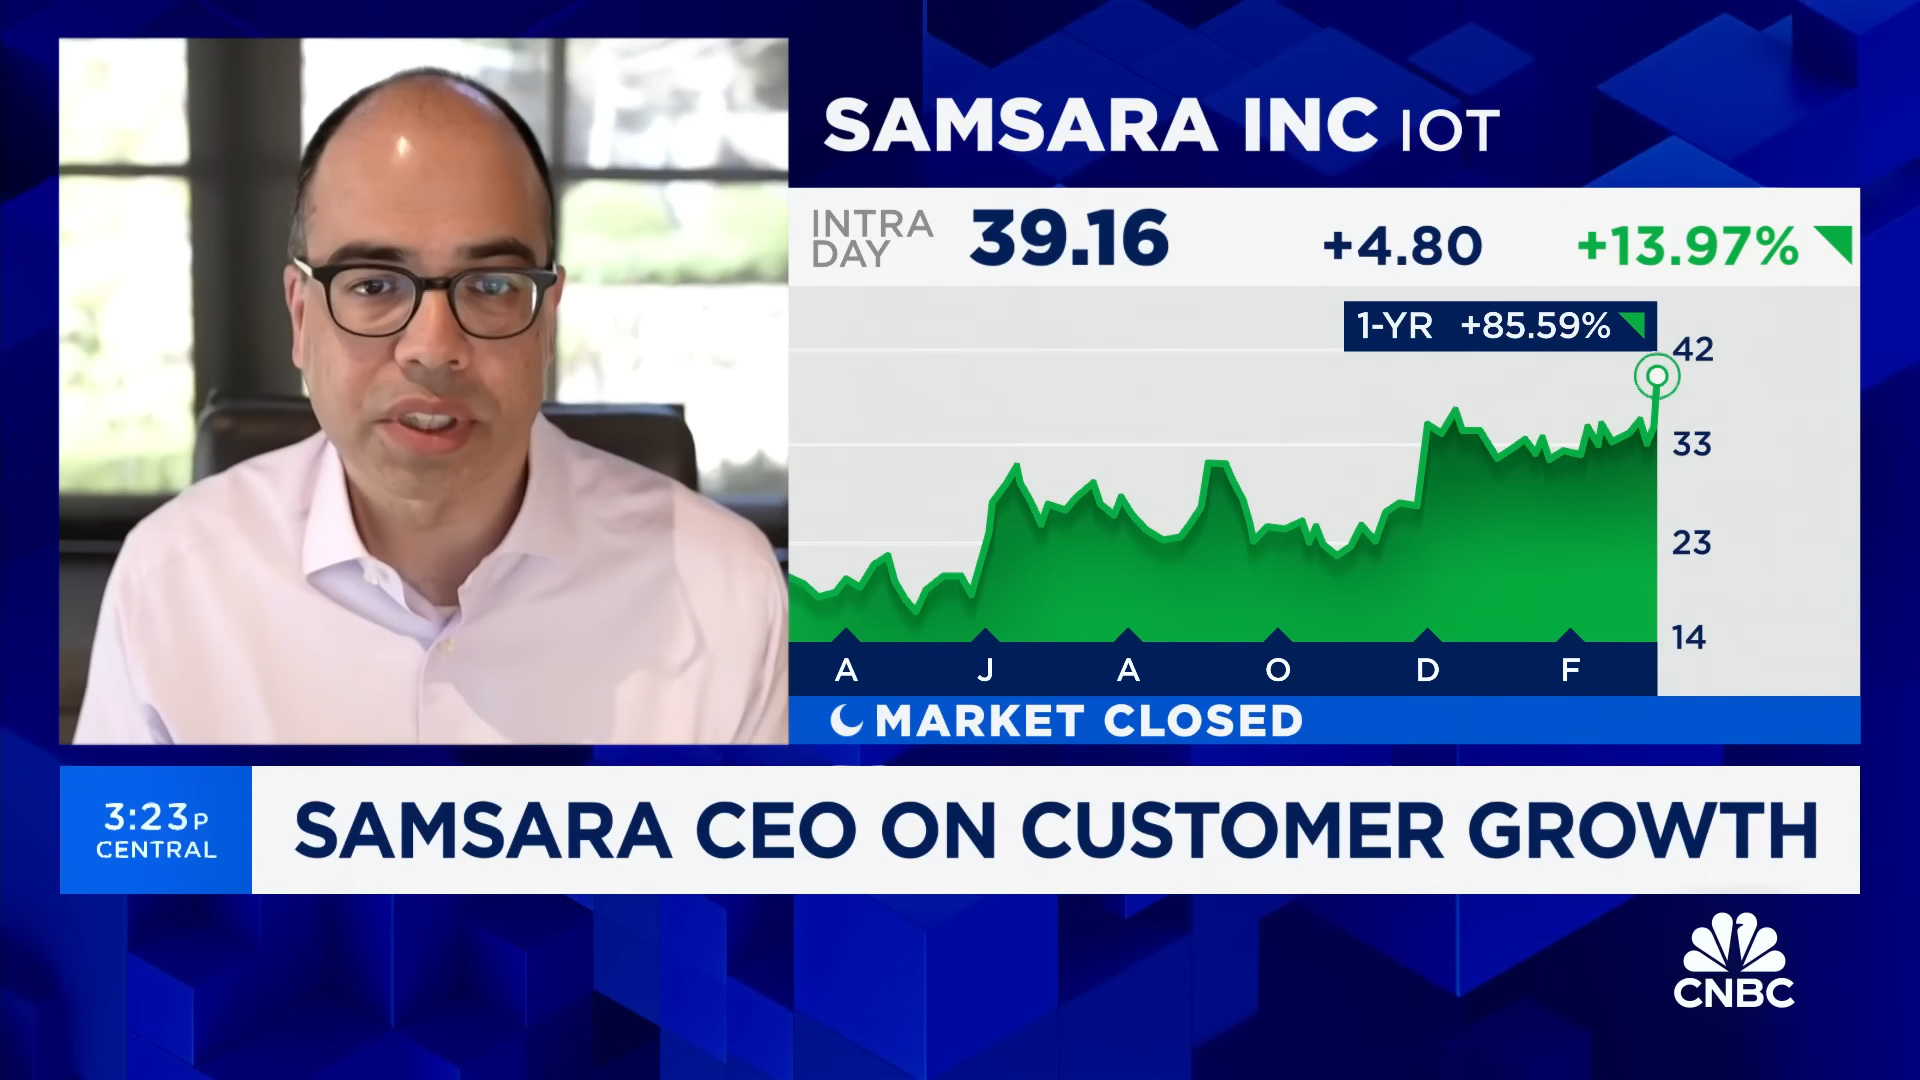 SAMSARA INC IOT
INTRA
DAY
39.16
+4.80
+13.97%
1-YR +85.59%
42
33
23
14
A J A O D F
MARKET CLOSED
3:23P
CENTRAL
SAMSARA CEO ON CUSTOMER GROWTH
CNBC